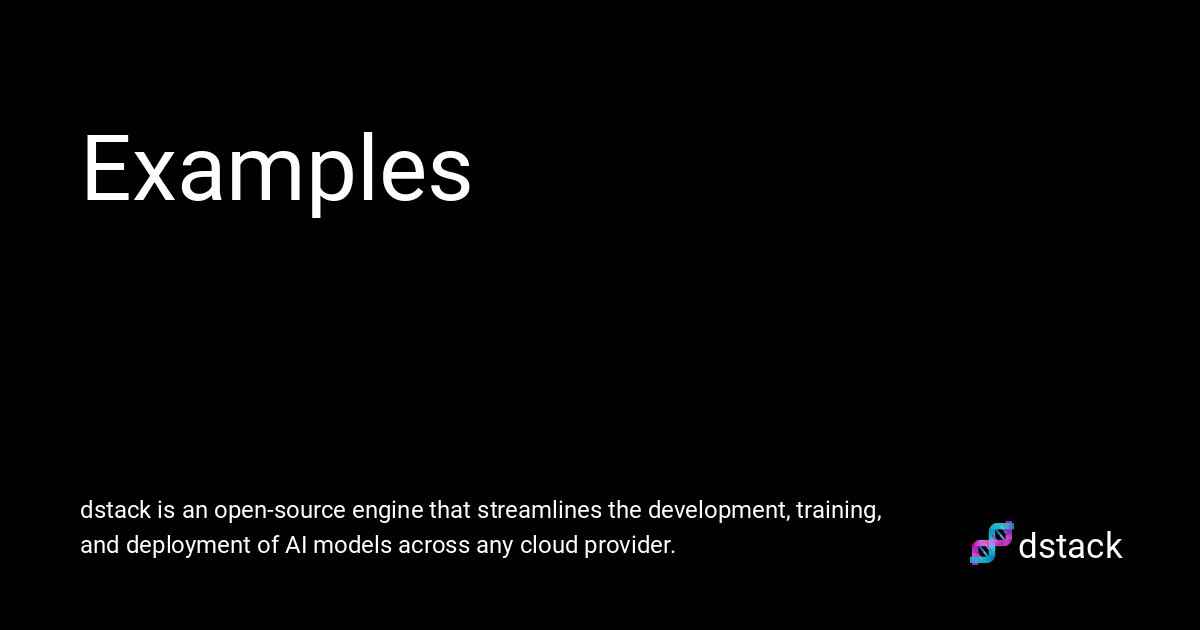 Examples
dstack is an open-source engine that streamlines the development, training,
and deployment of AI models across any cloud provider.
dstack